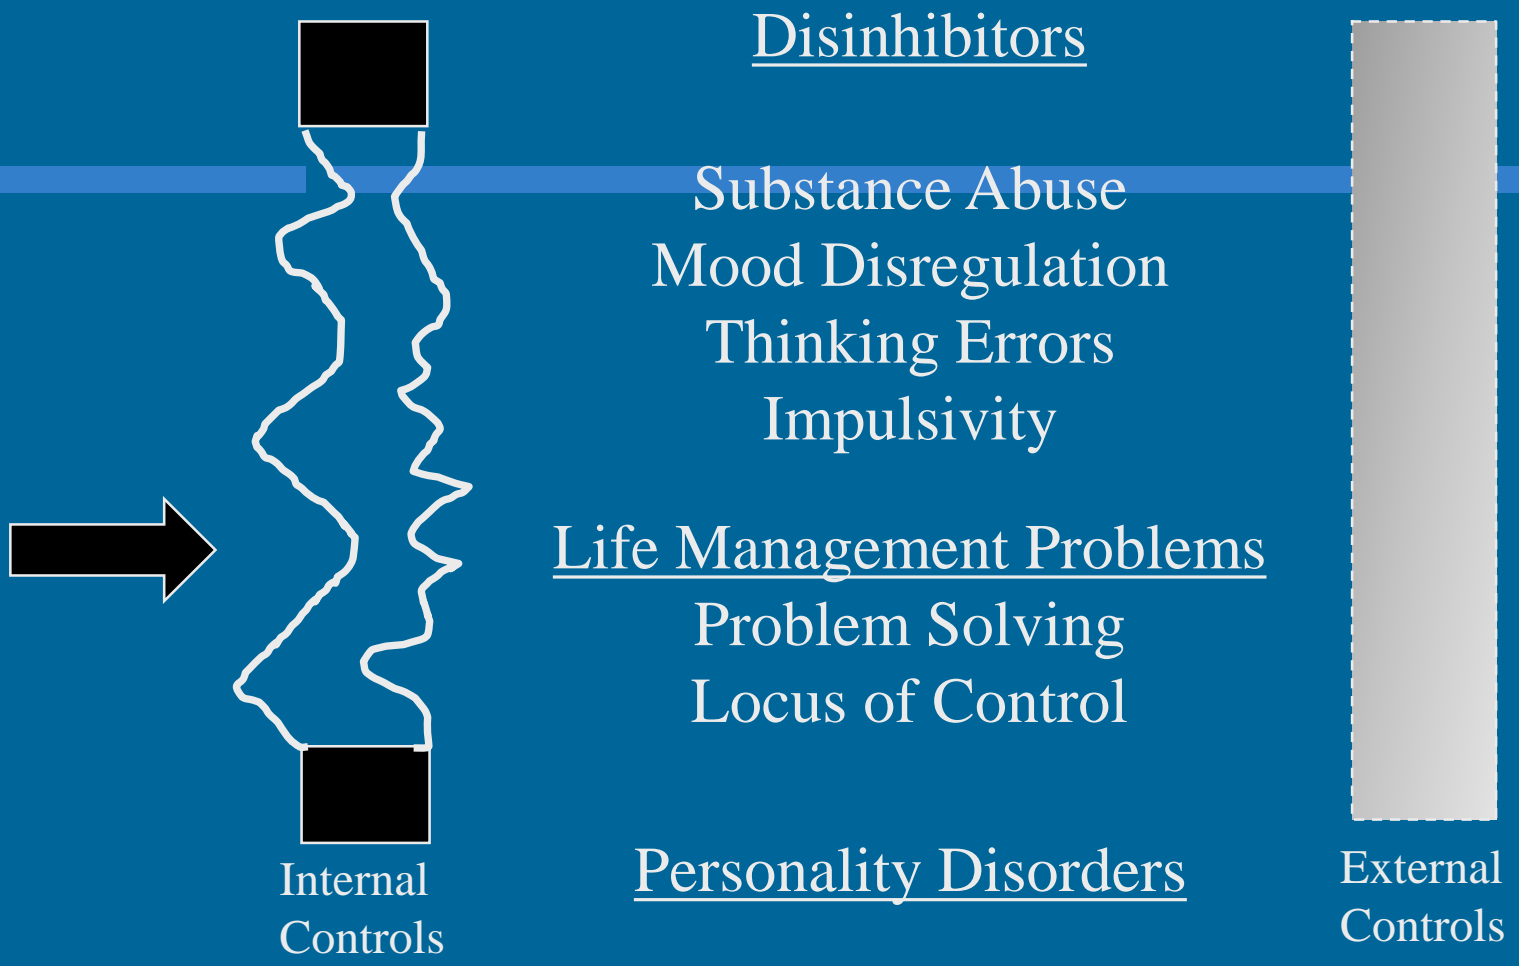 Disinhibitors
Substance Abuse
Mood Disregulation
Thinking Errors
Impulsivity
Life Management Problems
Problem Solving
Locus of Control
Personality Disorders
Internal
Controls
External
Controls